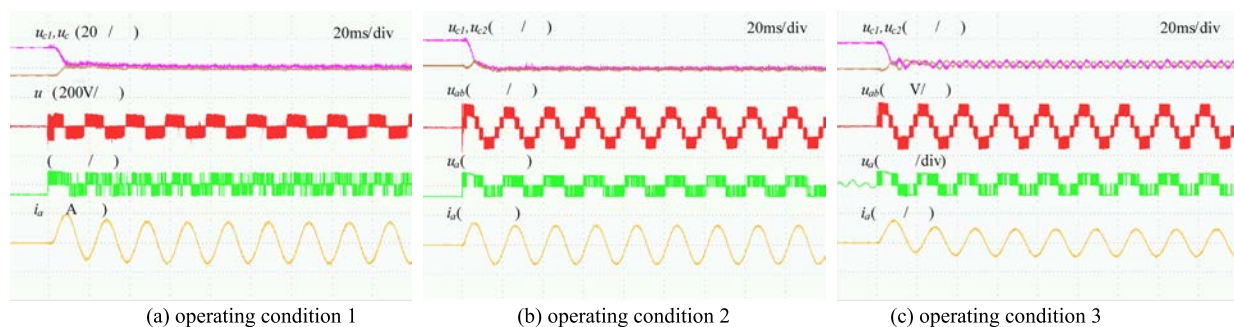 uc1,uc (20 / ) 20ms/div
u (200V/ )
( / )
ia A )
(a) operating condition 1
uc1,uc2( / ) 20ms/div
uab( / )
ua( )
ia( )
(b) operating condition 2
uc1,uc2( / ) 20ms/div
uab( V/ )
ua( /div)
ia( / )
(c) operating condition 3